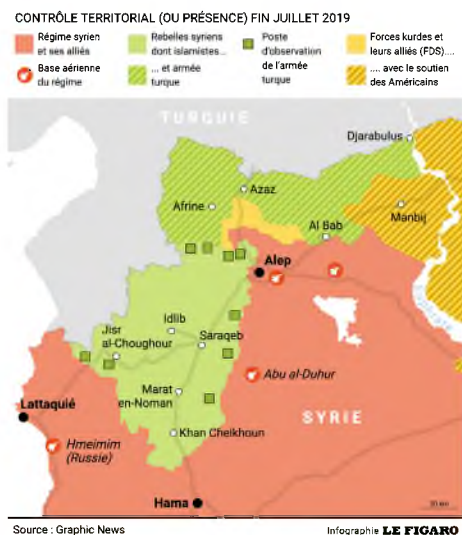 CONTRÔLE TERRITORIAL (OU PRÉSENCE) FIN JUILLET 2019
Régime syrien
et ses alliés
Rebelles syriens
dont islamistes...
Poste
d'observation
de l'armée
turque
Forces kurdes et
leurs alliés (FDS)....
Base aérienne
du régime
... et armée
turque
.... avec le soutien
des Américains
TURQUIE
Djarabulus
Azaz
Afrine
Manbij
Al Bab
Alep
Euphrate
Idlib
Jisr
al-Choughour
Saraqeb
Abu al-Duhur
Marat
en-Noman
Lattaquié
SYRIE
Khan Cheikhoun
Hmeimim
(Russie)
Hama
Source : Graphic News
Infographie LE FIGARO